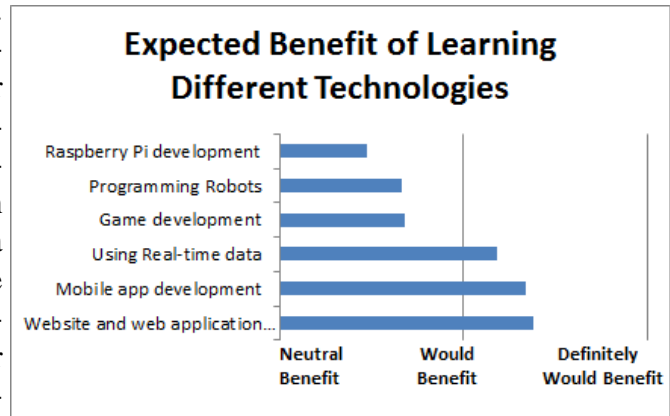 Expected Benefit of Learning
Different Technologies
Raspberry Pi development
Programming Robots
Game development
Using Real-time data
Mobile app development
Website and web application...
Neutral Would Definitely
Benefit Benefit Would Benefit